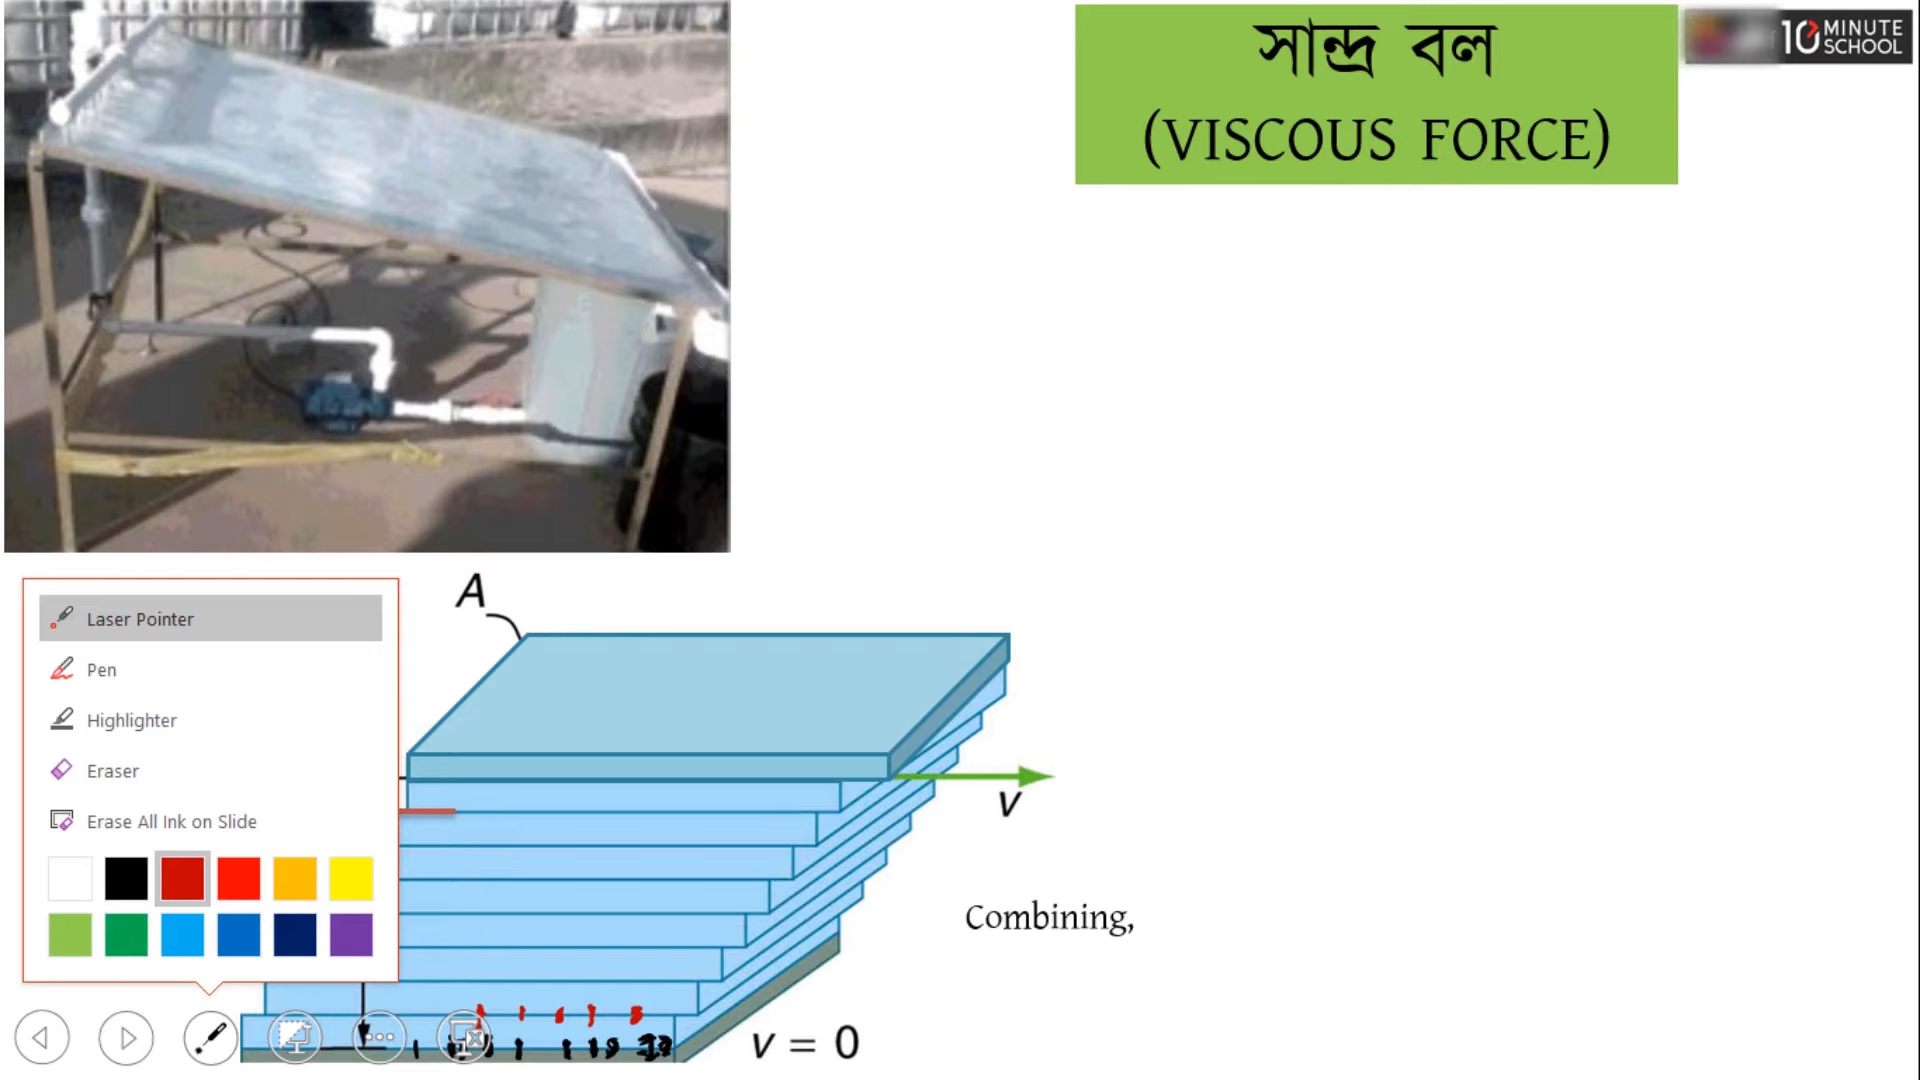 সান্দ্র বল
(VISCOUS FORCE)
10 MINUTE
SCHOOL
A
Laser Pointer
Pen
Highlighter
Eraser
Erase All Ink on Slide
v
Combining,
v = 0